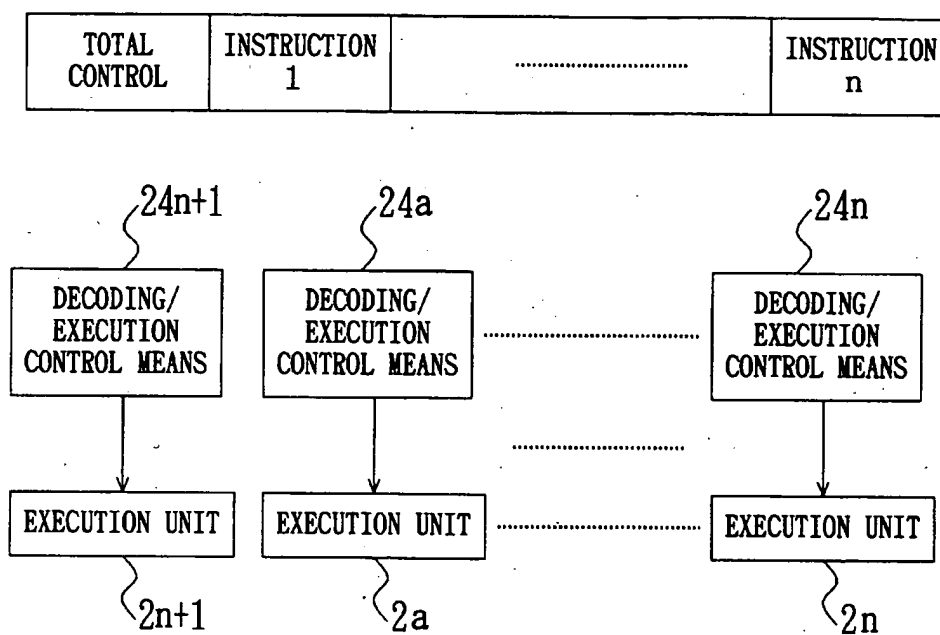 TOTAL
CONTROL
INSTRUCTION
1
INSTRUCTION
n
24n+1
24a
24n
DECODING/
EXECUTION
CONTROL MEANS
DECODING/
EXECUTION
CONTROL MEANS
DECODING/
EXECUTION
CONTROL MEANS
EXECUTION UNIT
EXECUTION UNIT
EXECUTION UNIT
2n+1
2a
2n